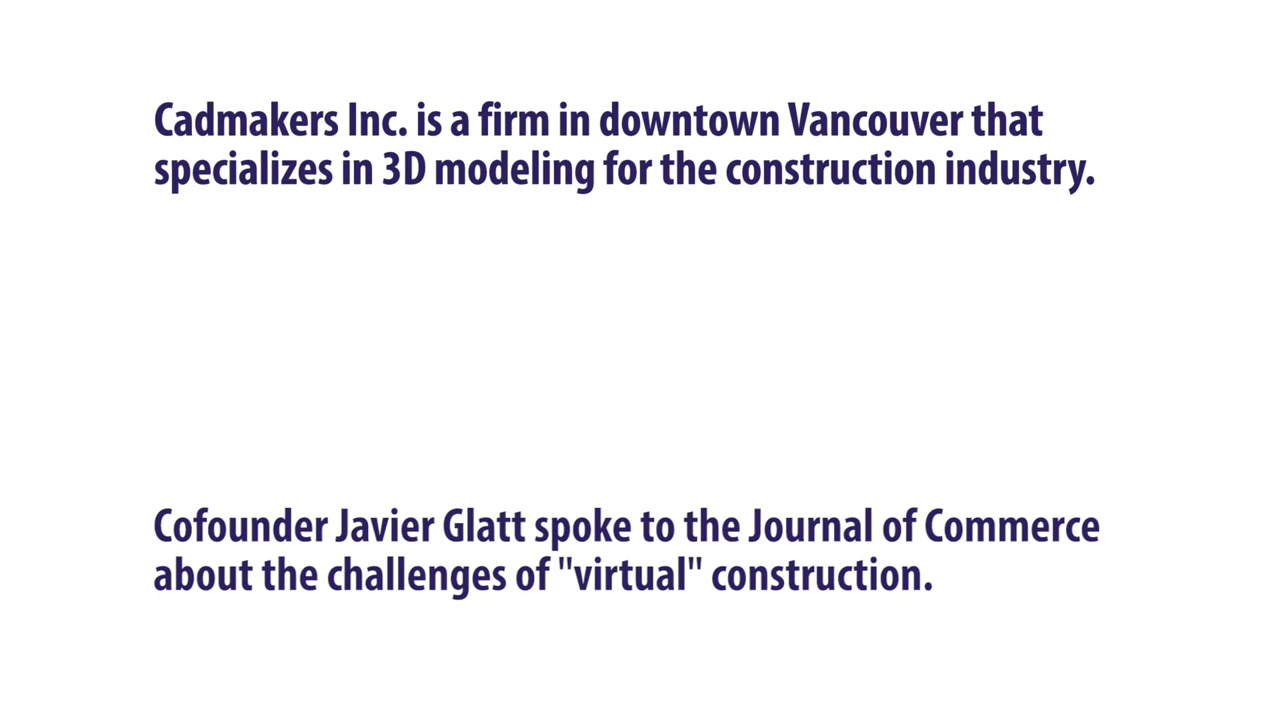 Cadmakers Inc. is a firm in downtown Vancouver that
specializes in 3D modeling for the construction industry.
Cofounder Javier Glatt spoke to the Journal of Commerce
about the challenges of "virtual" construction.